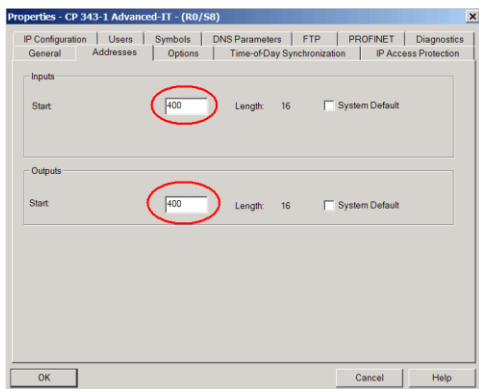 Properties - CP 343-1 Advanced-IT - (R0/S8)
IP Configuration Users Symbols DNS Parameters FTP PROFINET Diagnostics
General Addresses Options Time-of-Day Synchronization IP Access Protection
Inputs
Start: 400 Length: 16 System Default
Outputs
Start: 400 Length: 16 System Default
OK Cancel Help